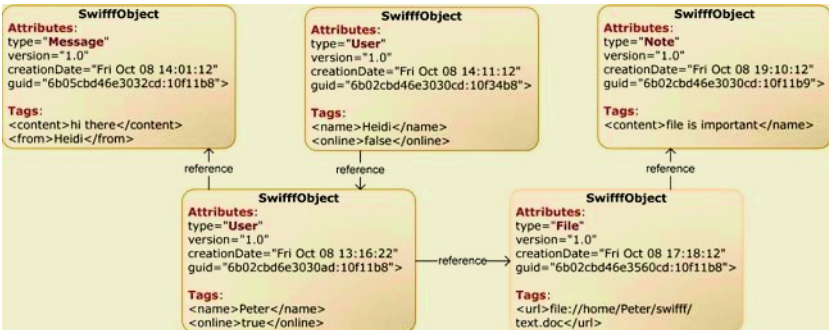 SwifffObject
Attributes:
type="Message"
version="1.0"
creationDate="Fri Oct 08 14:01:12"
guid="6b05cbd46e3032cd:10f11b8">
Tags:
<content>hi there</content>
<from>Heidi</from>
SwifffObject
Attributes:
type="User"
version="1.0"
creationDate="Fri Oct 08 14:11:12"
guid="6b02cbd46e3030cd:10f34b8">
Tags:
<name>Heidi</name>
<online>false</online>
SwifffObject
Attributes:
type="Note"
version="1.0"
creationDate="Fri Oct 08 19:10:12"
guid="6b02cbd46e3030cd:10f11b9">
Tags:
<content>file is important</name>
reference
reference
reference
SwifffObject
Attributes:
type="User"
version="1.0"
creationDate="Fri Oct 08 13:16:22"
guid="6b02cbd6e3030ad:10f11b8">
Tags:
<name>Peter</name>
<online>true</online>
reference
SwifffObject
Attributes:
type="File"
version="1.0"
creationDate="Fri Oct 08 17:18:12"
guid="6b02cbd46e3560cd:10f11b8">
Tags:
<url>file://home/Peter/swifff/
text.doc</url>